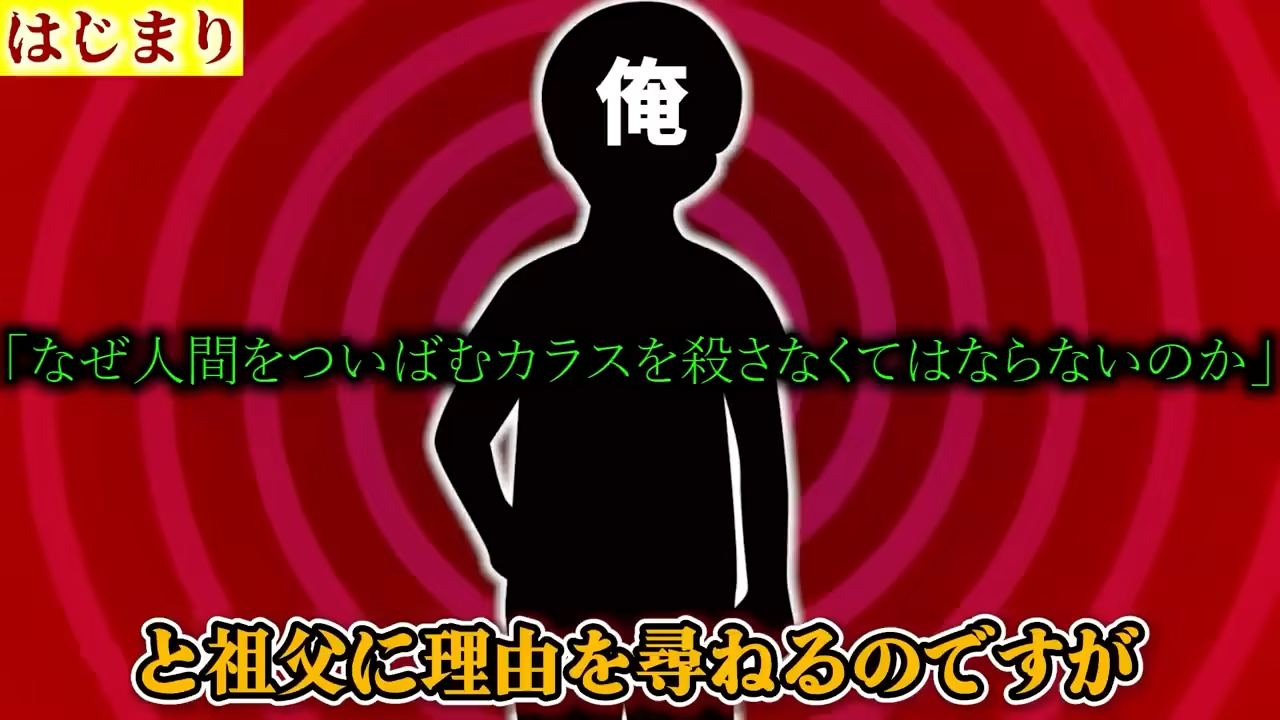 はじまり
俺
「なぜ人間をついばむカラスを殺さなくてはならないのか」
と祖父に理由を尋ねるのですが